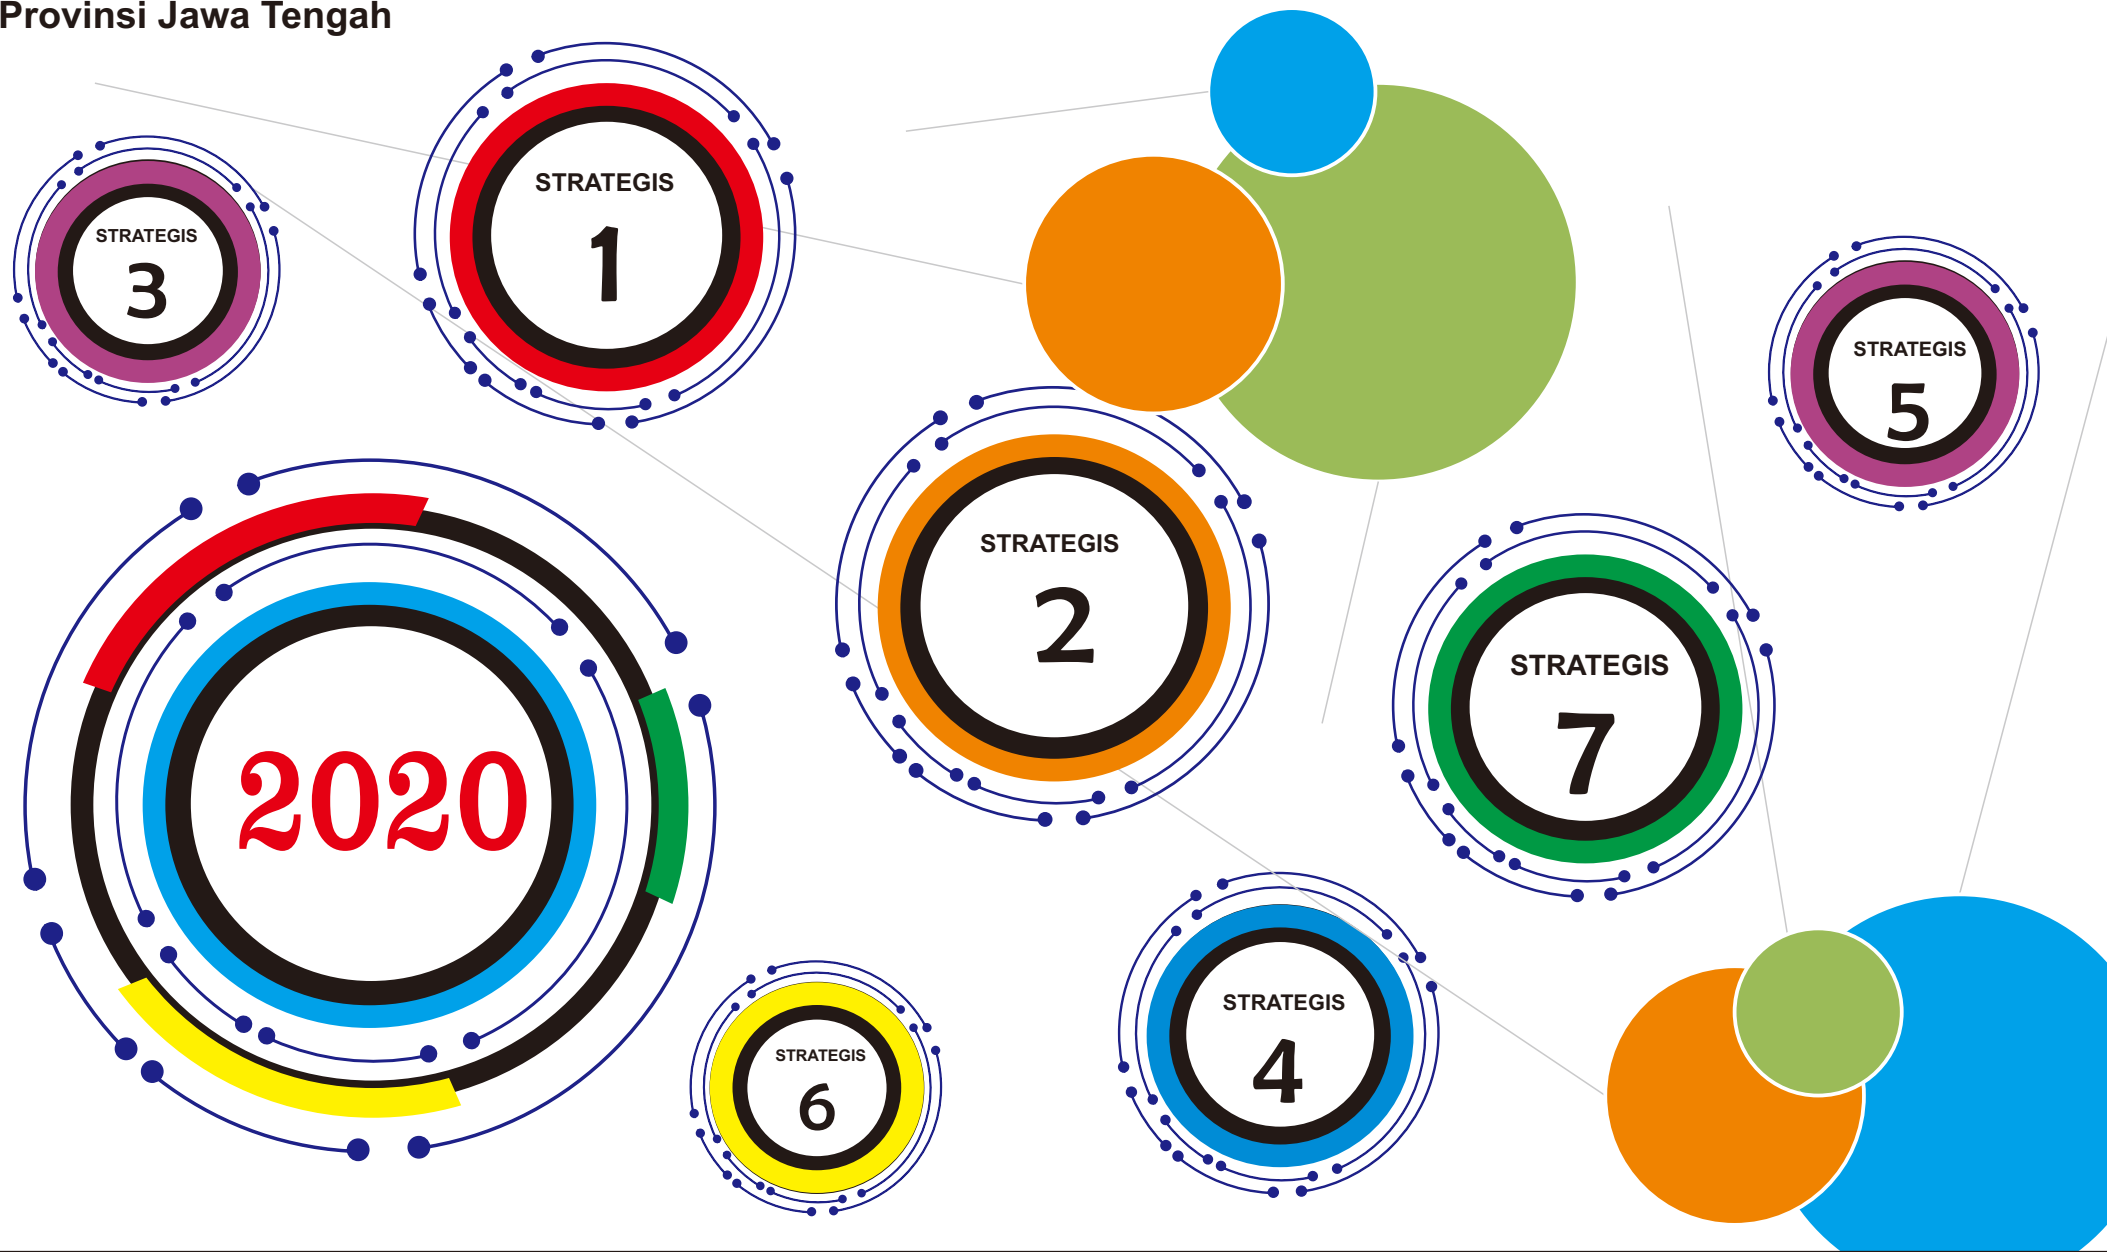 Provinsi Jawa Tengah
STRATEGIS
1
STRATEGIS
3
STRATEGIS
5
STRATEGIS
2
STRATEGIS
7
2020
STRATEGIS
4
STRATEGIS
6